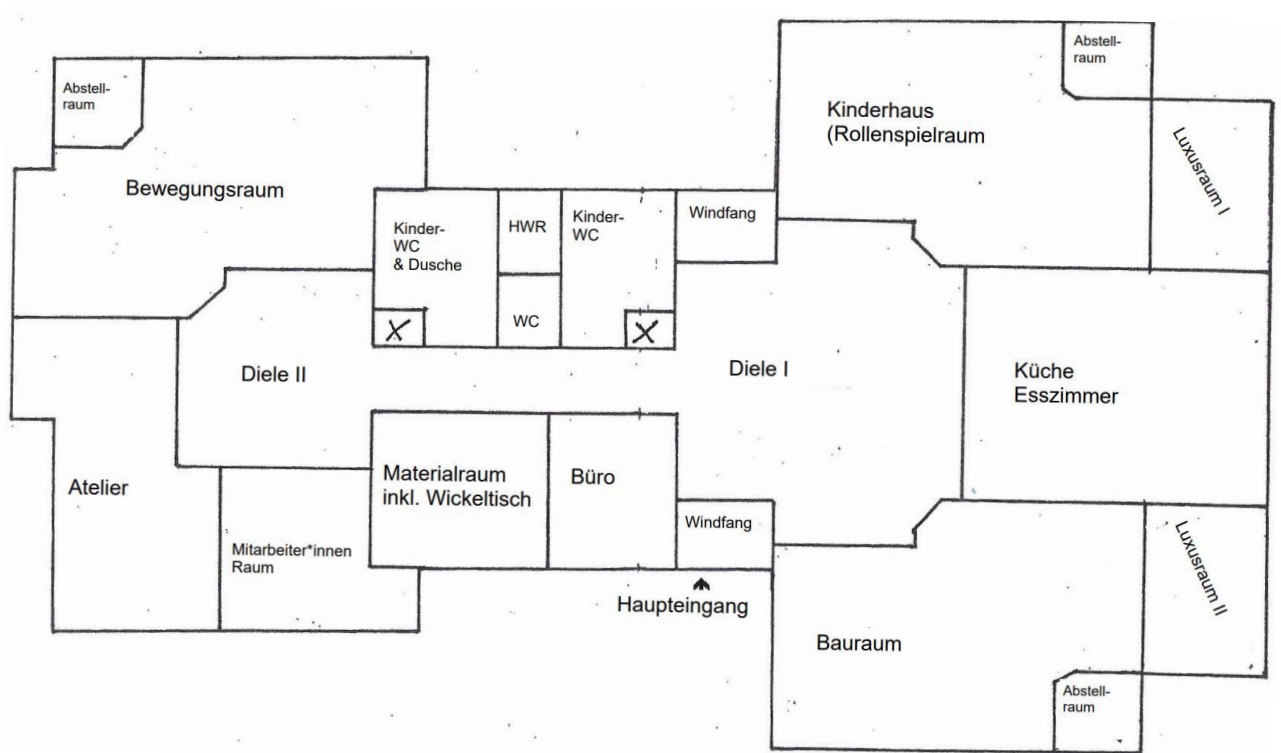 Abstell-
raum
Bewegungsraum
Kinder-
WC
& Dusche
HWR
Kinder-
WC
Windfang
WC
Kinderhaus
(Rollenspielraum
Abstell-
raum
Luxusraum I
Diele II
Diele I
Küche
Esszimmer
Atelier
Mitarbeiter*innen
Raum
Materialraum
inkl. Wickeltisch
Büro
Windfang
Haupteingang
Bauraum
Luxusraum II
Abstell-
raum